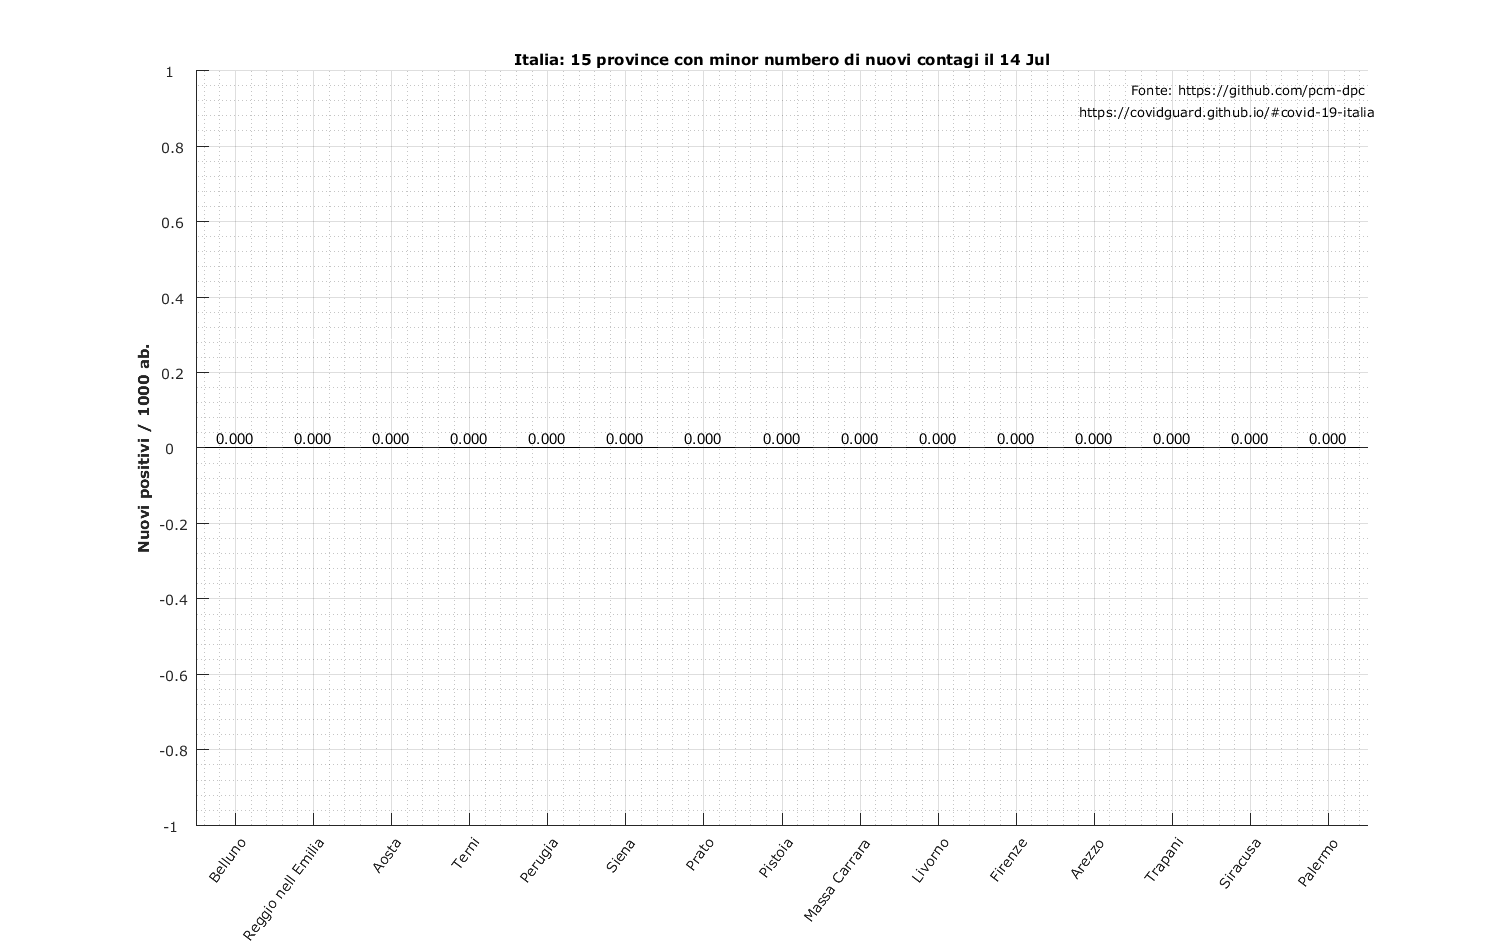 Italia: 15 province con minor numbero di nuovi contagi il 14 Jul
Fonte: https://github.com/pcm-dpc
https://covidguard.github.io/#covid-19-italia
Nuovi positivi / 1000 ab.
1
0.8
0.6
0.4
0.2
0
-0.2
-0.4
-0.6
-0.8
-1
0.000 0.000 0.000 0.000 0.000 0.000 0.000 0.000 0.000 0.000 0.000 0.000 0.000 0.000 0.000
Belluno
Reggio nell Emilia
Aosta
Terni
Perugia
Siena
Prato
Pistoia
Massa Carrara
Livorno
Firenze
Arezzo
Trapani
Siracusa
Palermo